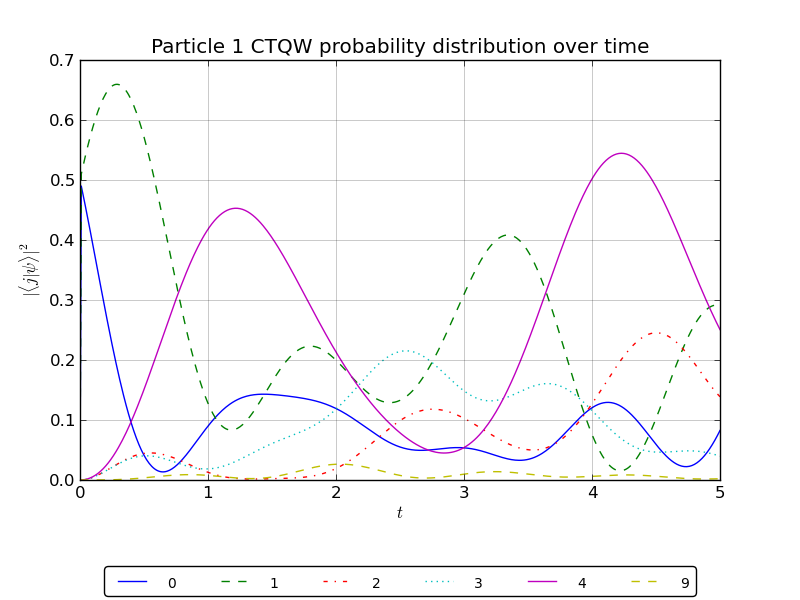 Particle 1 CTQW probability distribution over time
0.7
0.6
0.5
0.4
0.3
0.2
0.1
0.0
|⟨j|ψ⟩|²
0 1 2 3 4 5
t
0 1 2 3 4 9